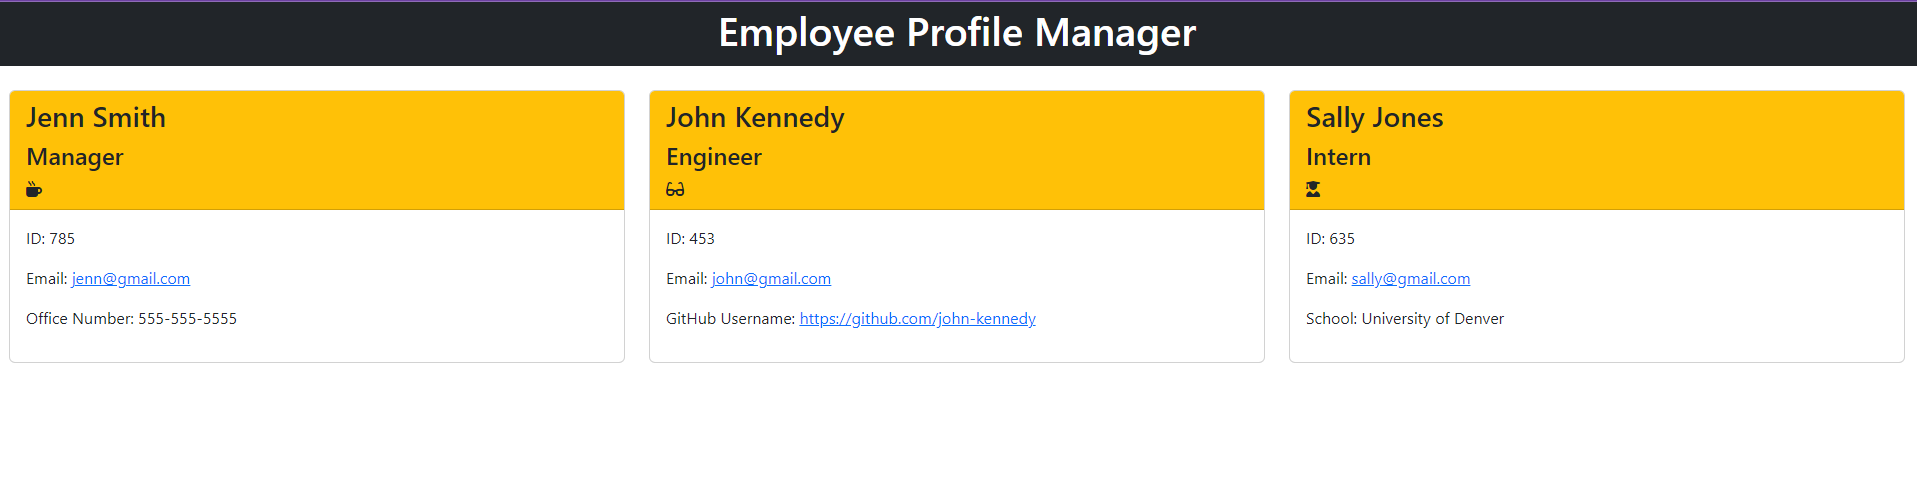 Employee Profile Manager
Jenn Smith
Manager
ID: 785
Email: jenn@gmail.com
Office Number: 555-555-5555
John Kennedy
Engineer
ID: 453
Email: john@gmail.com
GitHub Username: https://github.com/john-kennedy
Sally Jones
Intern
ID: 635
Email: sally@gmail.com
School: University of Denver